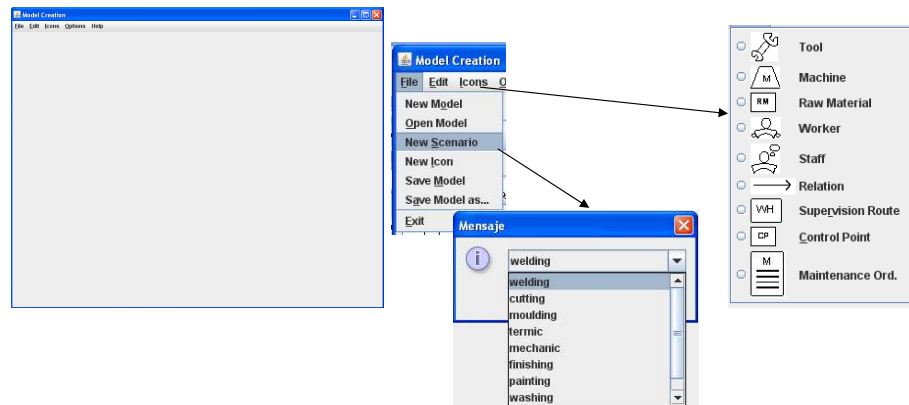 Model Creation
File Edit Icons Options Help
Model Creation
File Edit Icons O
New Model
Open Model
New Scenario
New Icon
Save Model
Save Model as...
Exit
Mensaje
i
welding
welding
cutting
moulding
termic
mechanic
finishing
painting
washing
Tool
M Machine
RM Raw Material
Worker
Staff
Relation
WH Supervision Route
CP Control Point
M
Maintenance Ord.